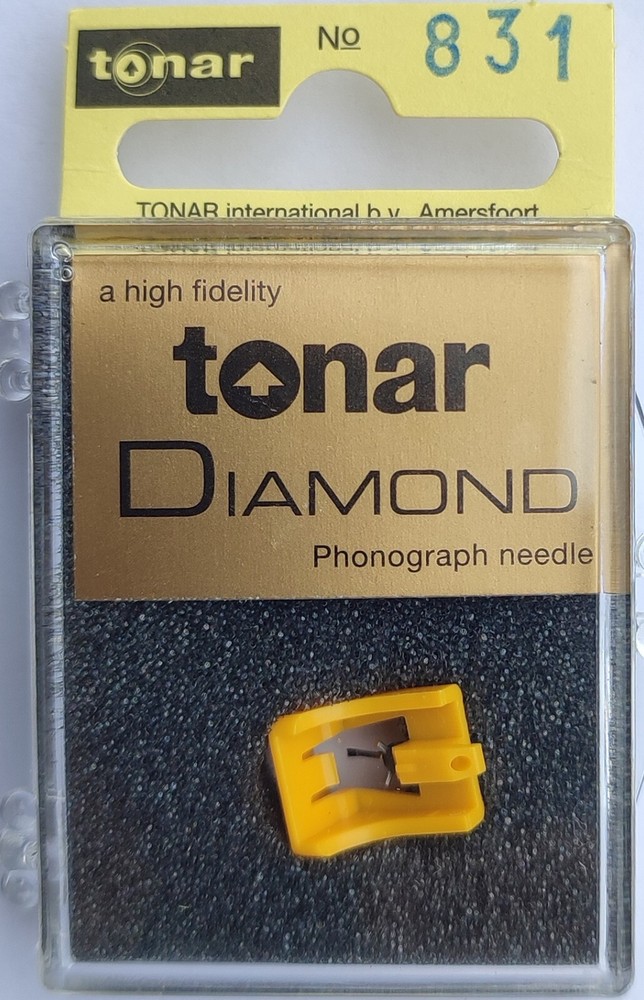 tonar
No 831
TONAR international b.v. Amersfoort
a high fidelity
tonar
DIAMOND
Phonograph needle